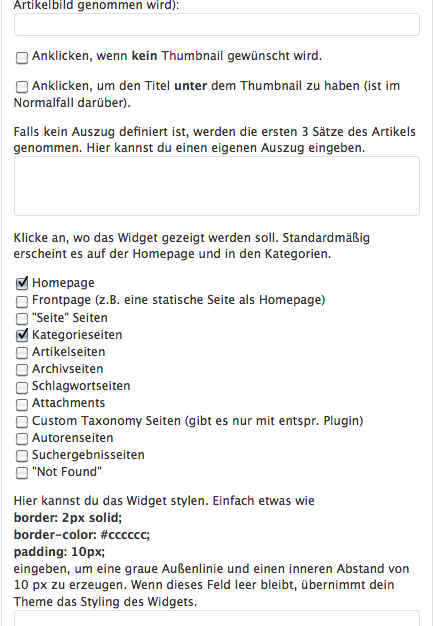 Artikelbild genommen wird):
Anklicken, wenn kein Thumbnail gewünscht wird.
Anklicken, um den Titel unter dem Thumbnail zu haben (ist im
Normalfall darüber).
Falls kein Auszug definiert ist, werden die ersten 3 Sätze des Artikels
genommen. Hier kannst du einen eigenen Auszug eingeben.
Klicke an, wo das Widget gezeigt werden soll. Standardmäßig
erscheint es auf der Homepage und in den Kategorien.
Homepage
Frontpage (z.B. eine statische Seite als Homepage)
"Seite" Seiten
Kategorieseiten
Artikelseiten
Archivseiten
Schlagwortseiten
Attachments
Custom Taxonomy Seiten (gibt es nur mit entspr. Plugin)
Autorenseiten
Suchergebnisseiten
"Not Found"
Hier kannst du das Widget stylen. Einfach etwas wie
border: 2px solid;
border-color: #cccccc;
padding: 10px;
eingeben, um eine graue Außenlinie und einen inneren Abstand von
10 px zu erzeugen. Wenn dieses Feld leer bleibt, übernimmt dein
Theme das Styling des Widgets.